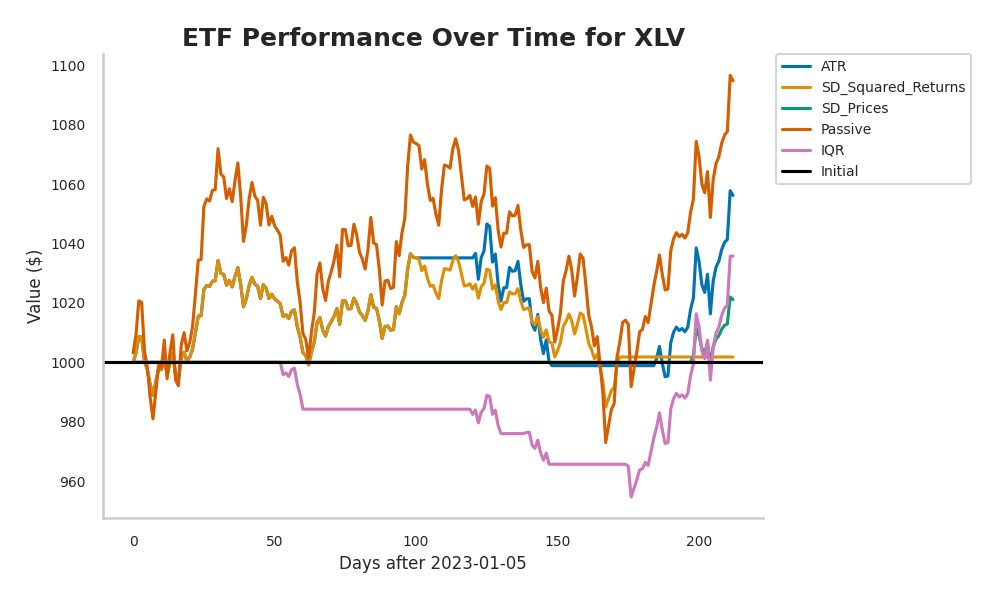 ETF Performance Over Time for XLV
1100
1080
1060
1040
1020
1000
980
960
Value ($)
0 50 100 150 200
Days after 2023-01-05
ATR
SD_Squared_Returns
SD_Prices
Passive
IQR
Initial